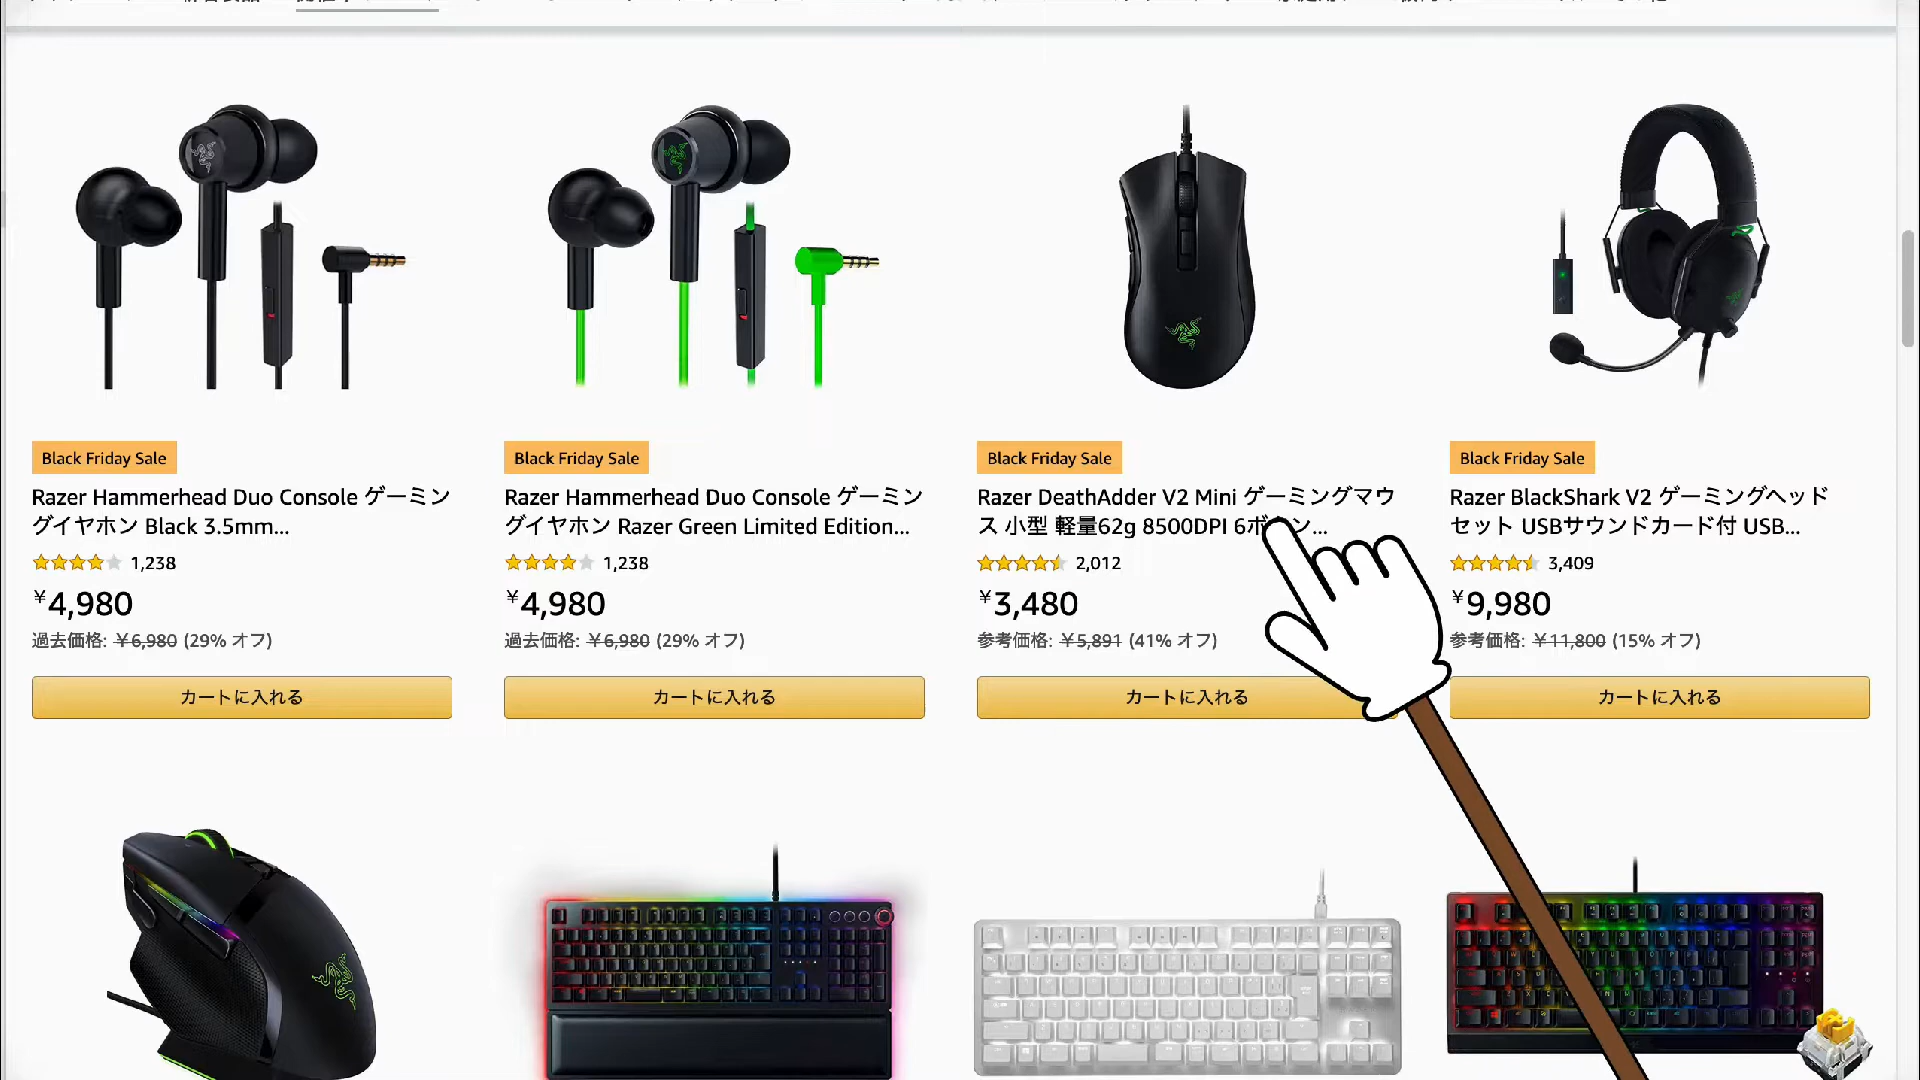 Black Friday Sale
Razer Hammerhead Duo Console ゲーミン
グイヤホン Black 3.5mm...
1,238
¥4,980
過去価格: ¥6,980 (29% オフ)
カートに入れる
Black Friday Sale
Razer Hammerhead Duo Console ゲーミン
グイヤホン Razer Green Limited Edition...
1,238
¥4,980
過去価格: ¥6,980 (29% オフ)
カートに入れる
Black Friday Sale
Razer DeathAdder V2 Mini ゲーミングマウ
ス 小型 軽量62g 8500DPI 6ボタン...
2,012
¥3,480
参考価格: ¥5,891 (41% オフ)
カートに入れる
Black Friday Sale
Razer BlackShark V2 ゲーミングヘッド
セット USBサウンドカード付 USB...
3,409
¥9,980
参考価格: ¥11,800 (15% オフ)
カートに入れる